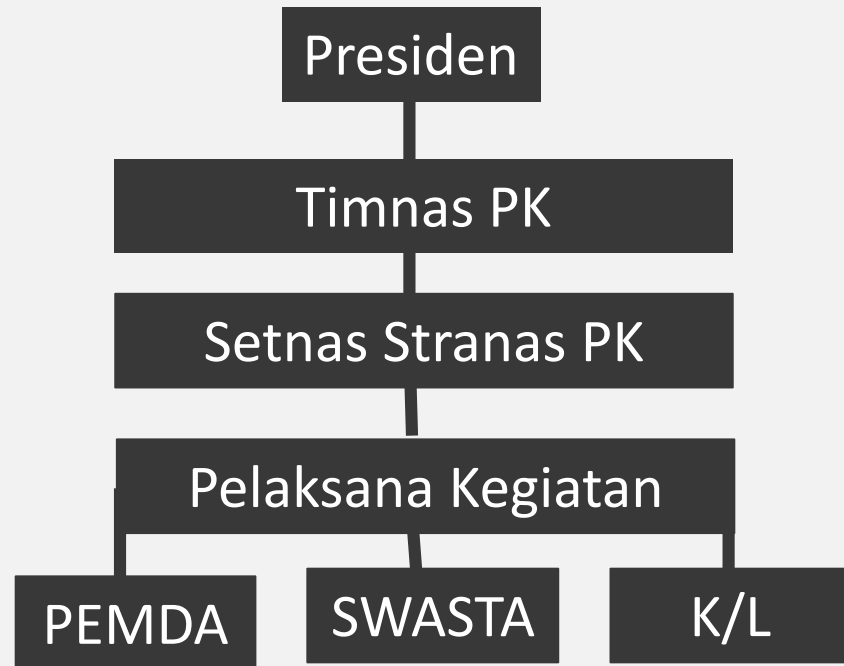 Presiden
Timnas PK
Setnas Stranas PK
Pelaksana Kegiatan
PEMDA
SWASTA
K/L